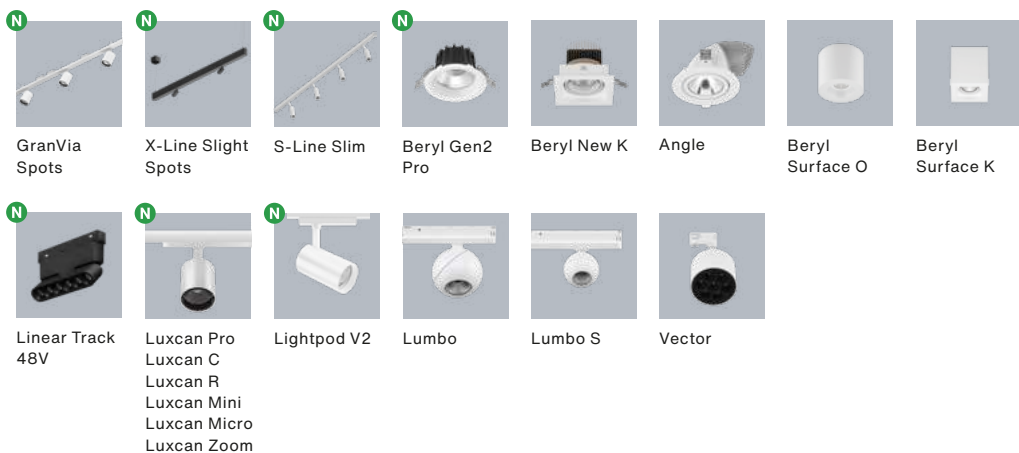 N
N
N
N
GranVia
Spots
X-Line Slight
Spots
S-Line Slim
Beryl Gen2
Pro
Beryl New K
Angle
Beryl
Surface O
Beryl
Surface K
N
N
N
Linear Track
48V
Luxcan Pro
Luxcan C
Luxcan R
Luxcan Mini
Luxcan Micro
Luxcan Zoom
Lightpod V2
Lumbo
Lumbo S
Vector